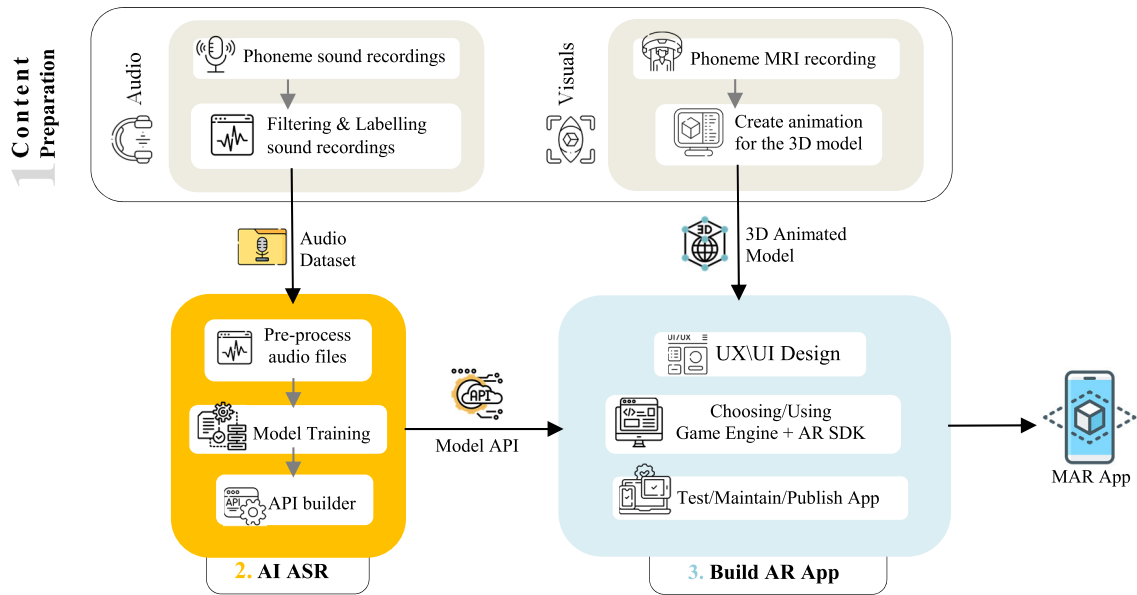 1 Content
Preparation
Audio
Phoneme sound recordings
Filtering & Labelling
sound recordings
Visuals
Phoneme MRI recording
Create animation
for the 3D model
Audio
Dataset
3D
3D Animated
Model
Pre-process
audio files
Model Training
API
API builder
2. AI ASR
API
Model API
UI/UX
UX\UI Design
Choosing/Using
Game Engine + AR SDK
Test/Maintain/Publish App
3. Build AR App
MAR App